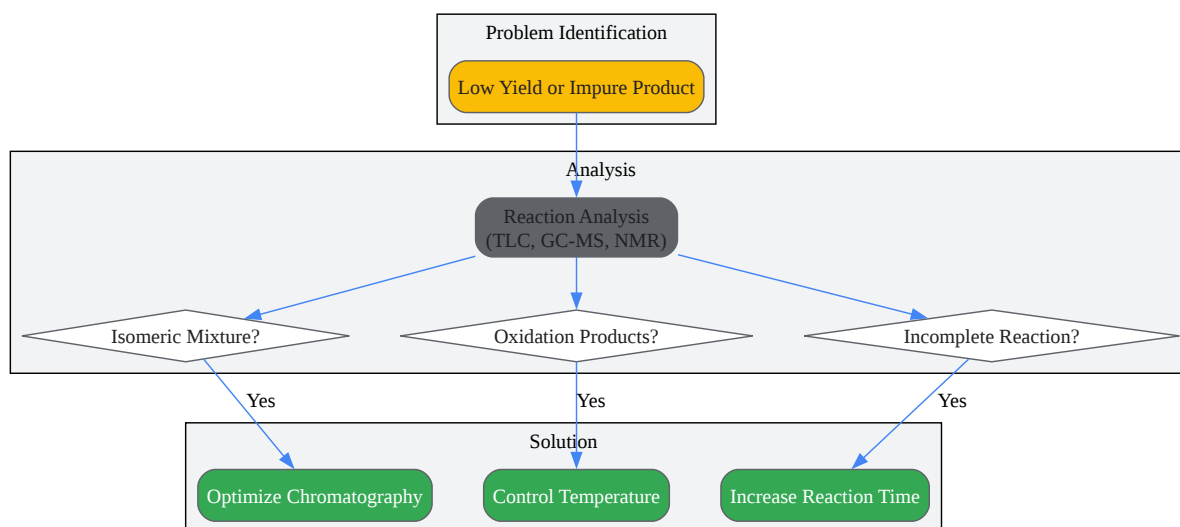 Problem Identification
Low Yield or Impure Product
Analysis
Reaction Analysis
(TLC, GC-MS, NMR)
Isomeric Mixture?
Oxidation Products?
Incomplete Reaction?
Yes
Yes
Yes
Solution
Optimize Chromatography
Control Temperature
Increase Reaction Time